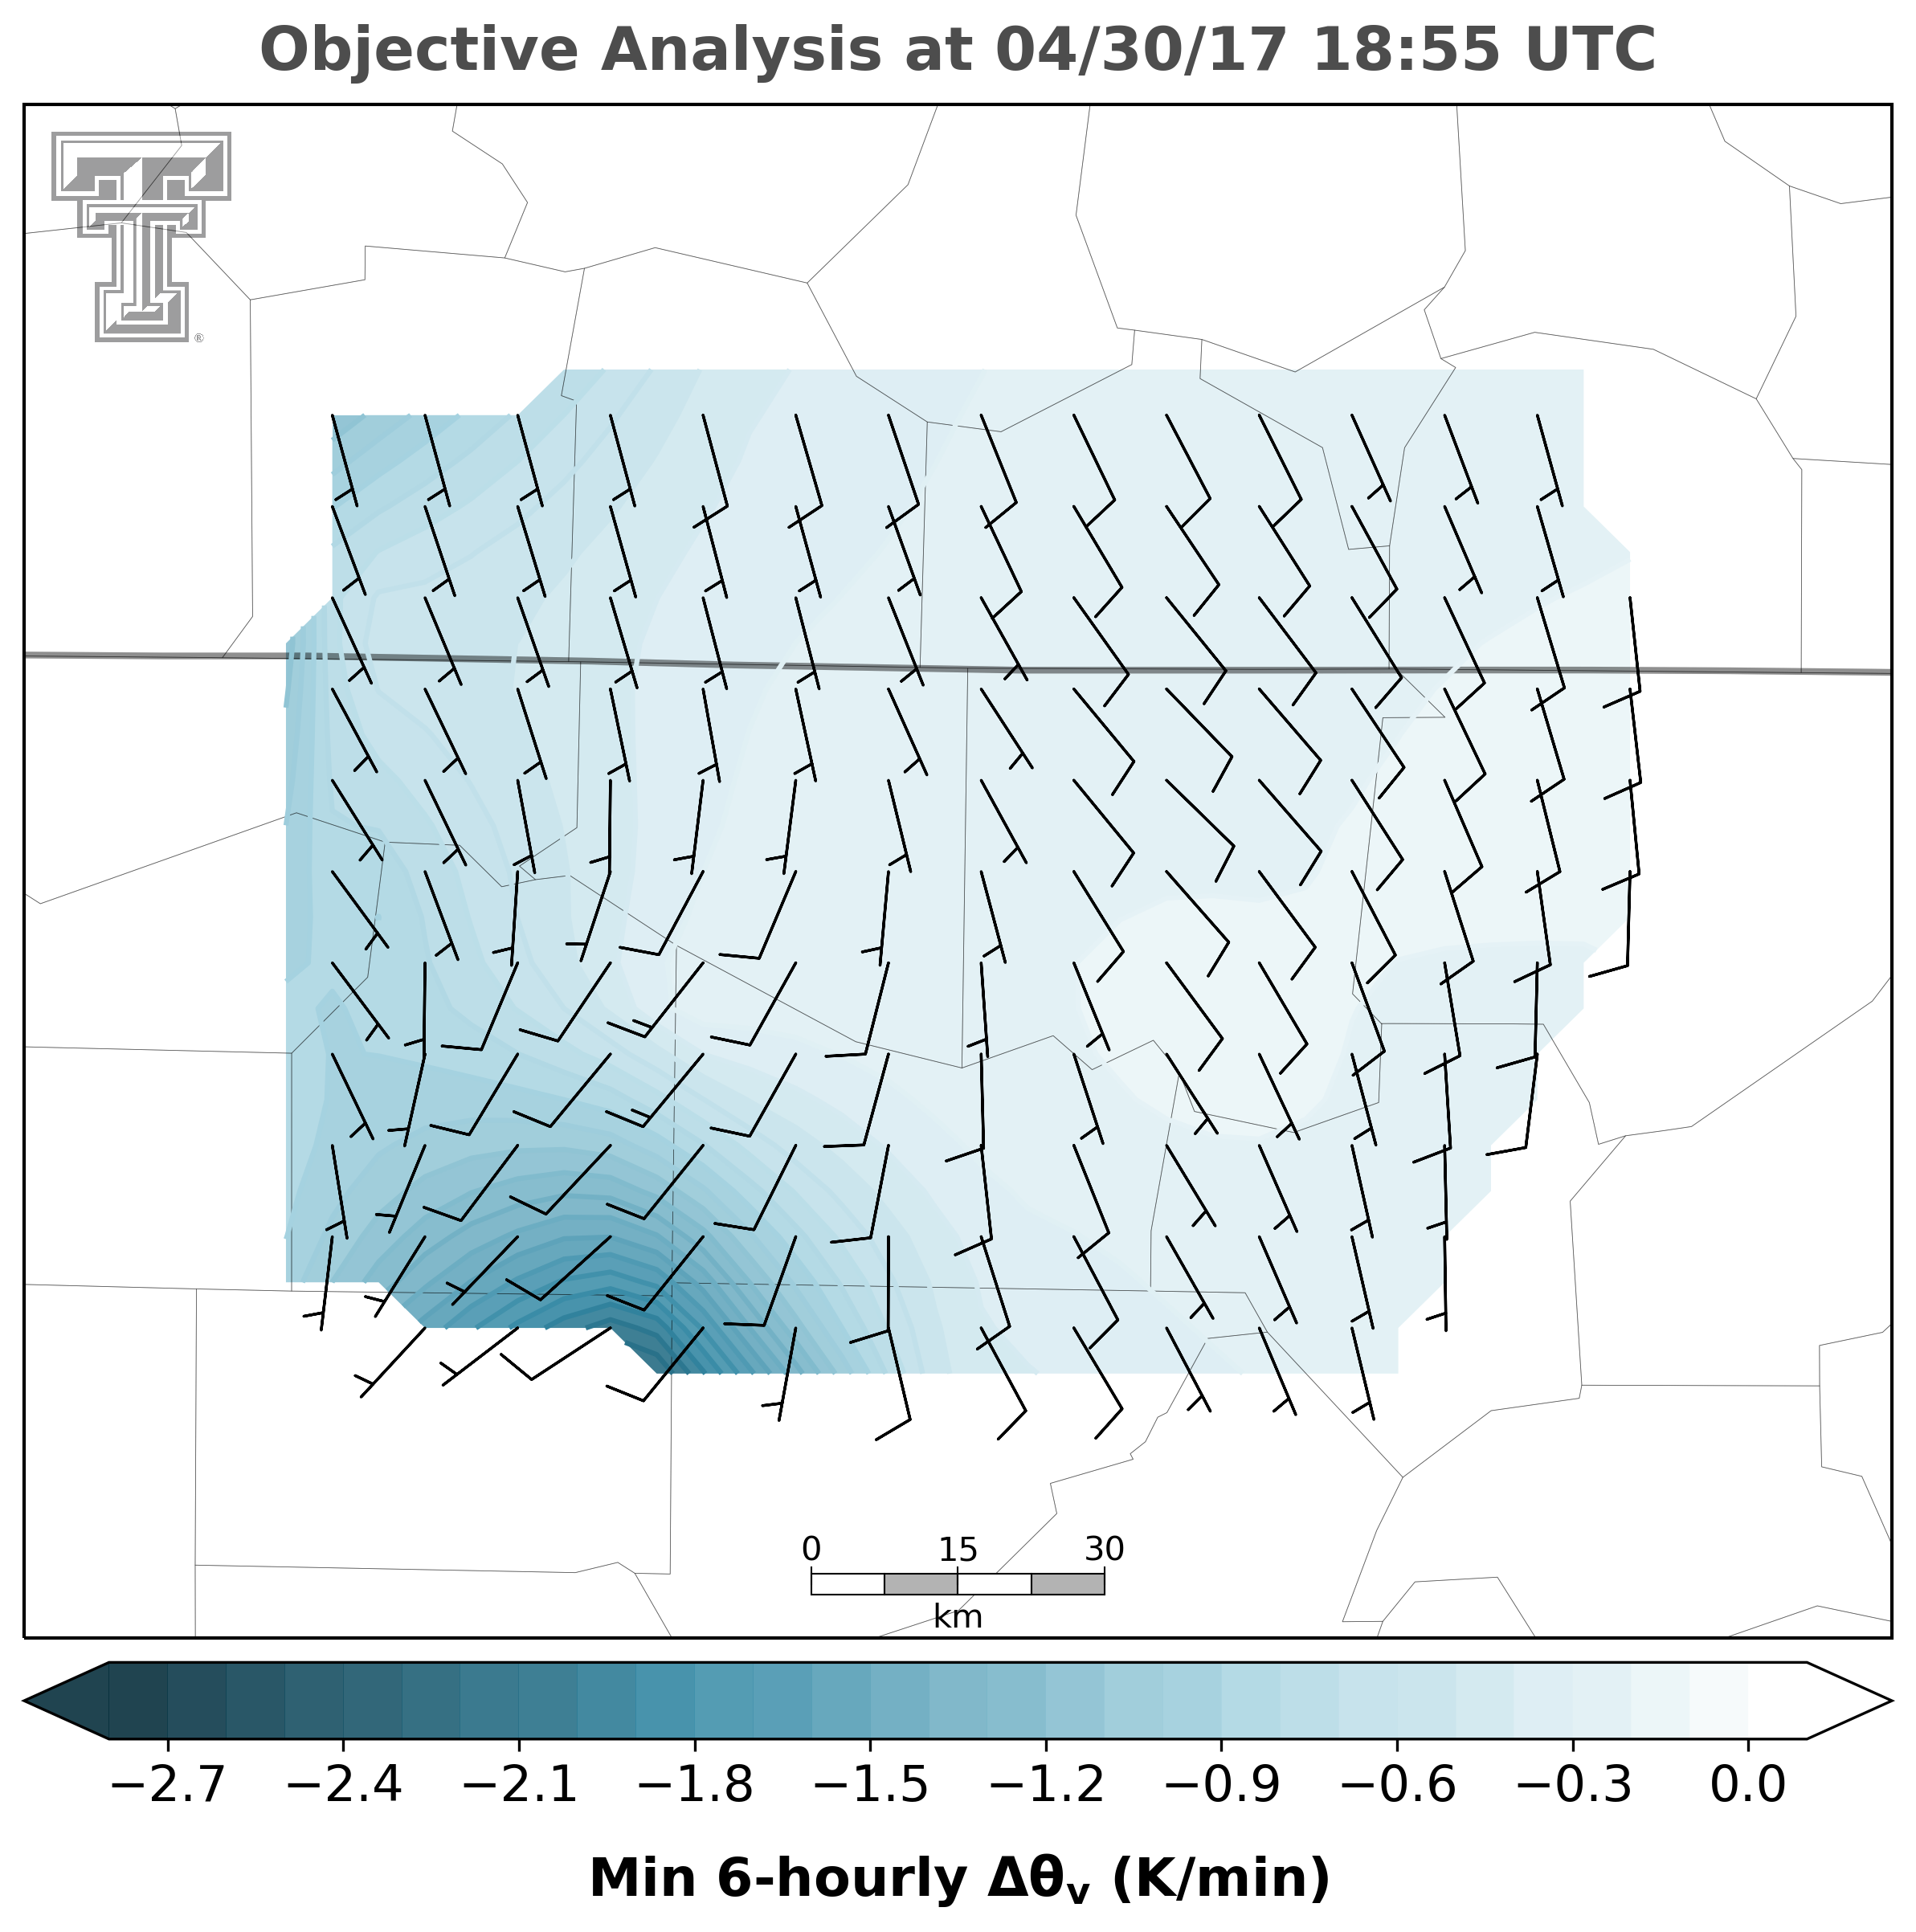 Objective Analysis at 04/30/17 18:55 UTC
®
0 15 30
km
−2.7 −2.4 −2.1 −1.8 −1.5 −1.2 −0.9 −0.6 −0.3 0.0
Min 6-hourly Δθᵥ (K/min)